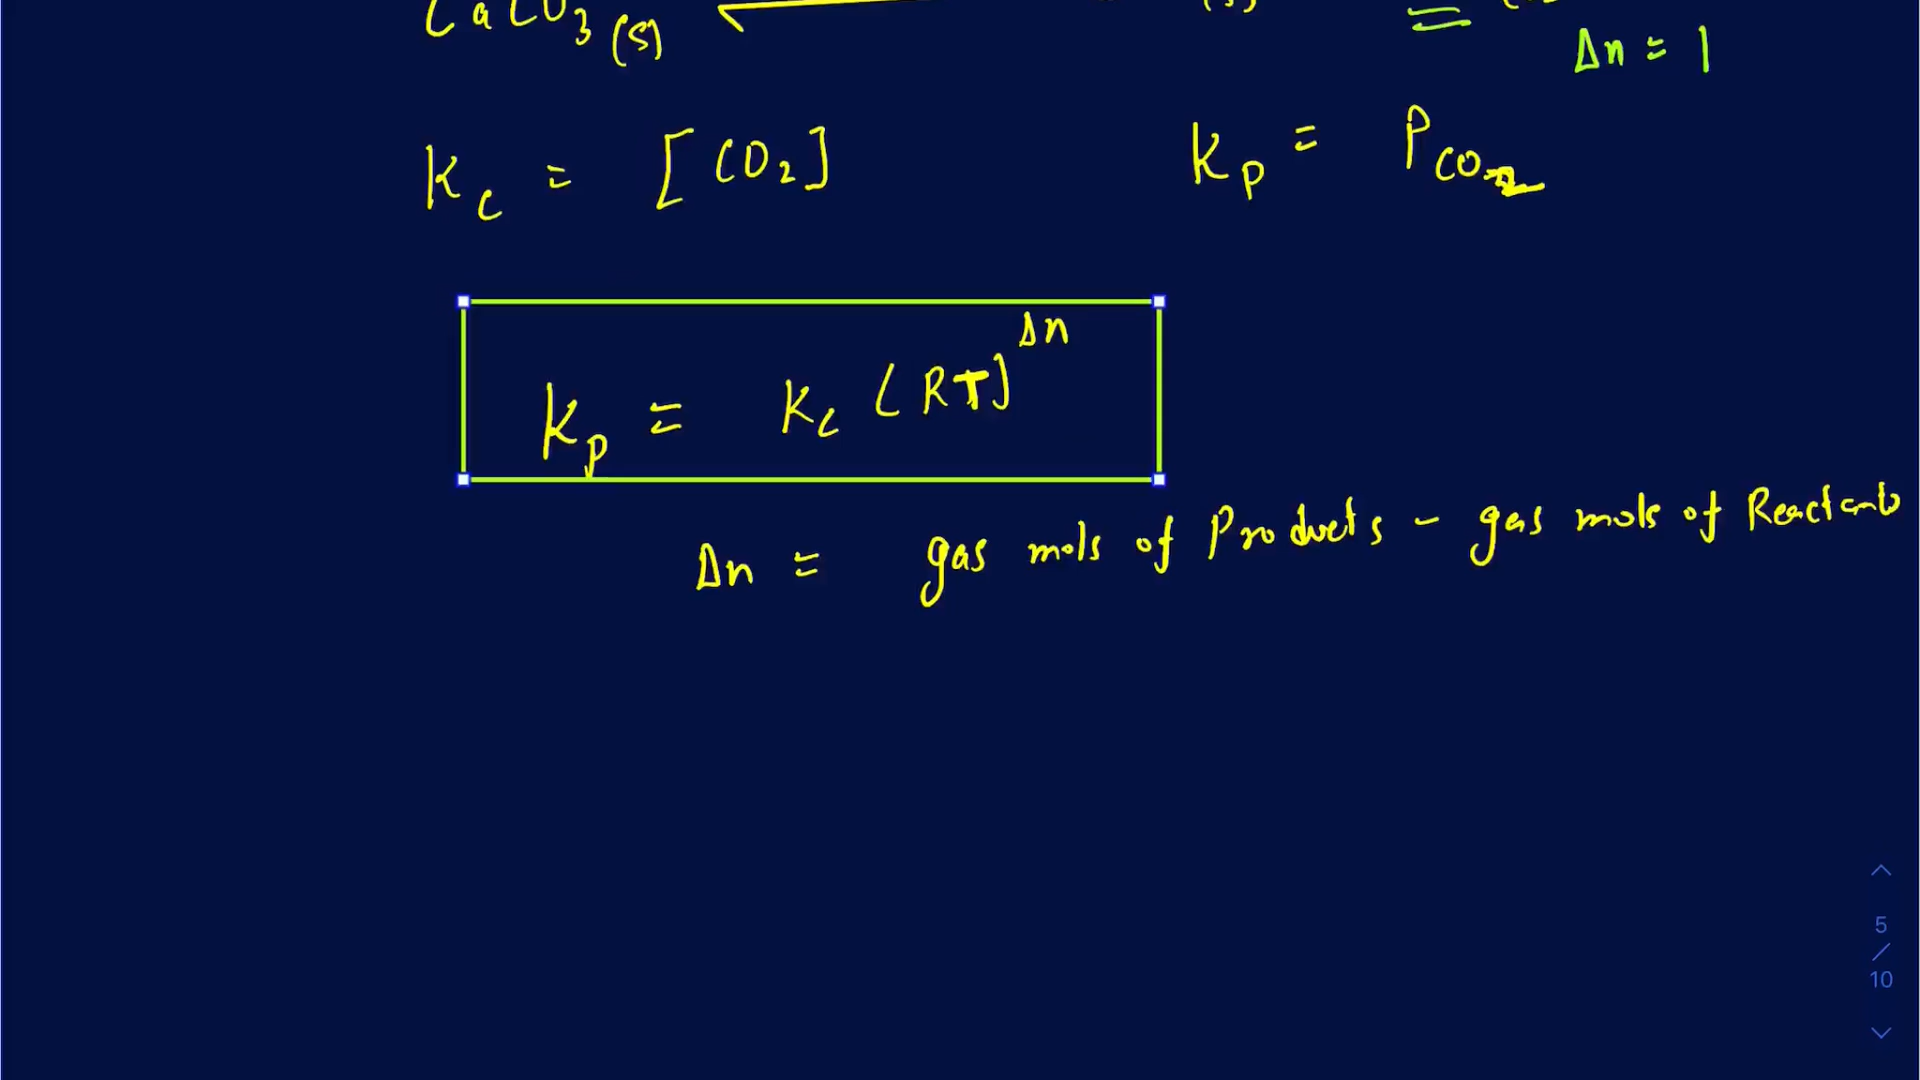 CaCO3 (s) (s)
Δn = 1
Kc = [CO2] Kp = PCO2
Kp = Kc (RT)^Δn
Δn = gas mols of Products - gas mols of Reactants
5
/
10